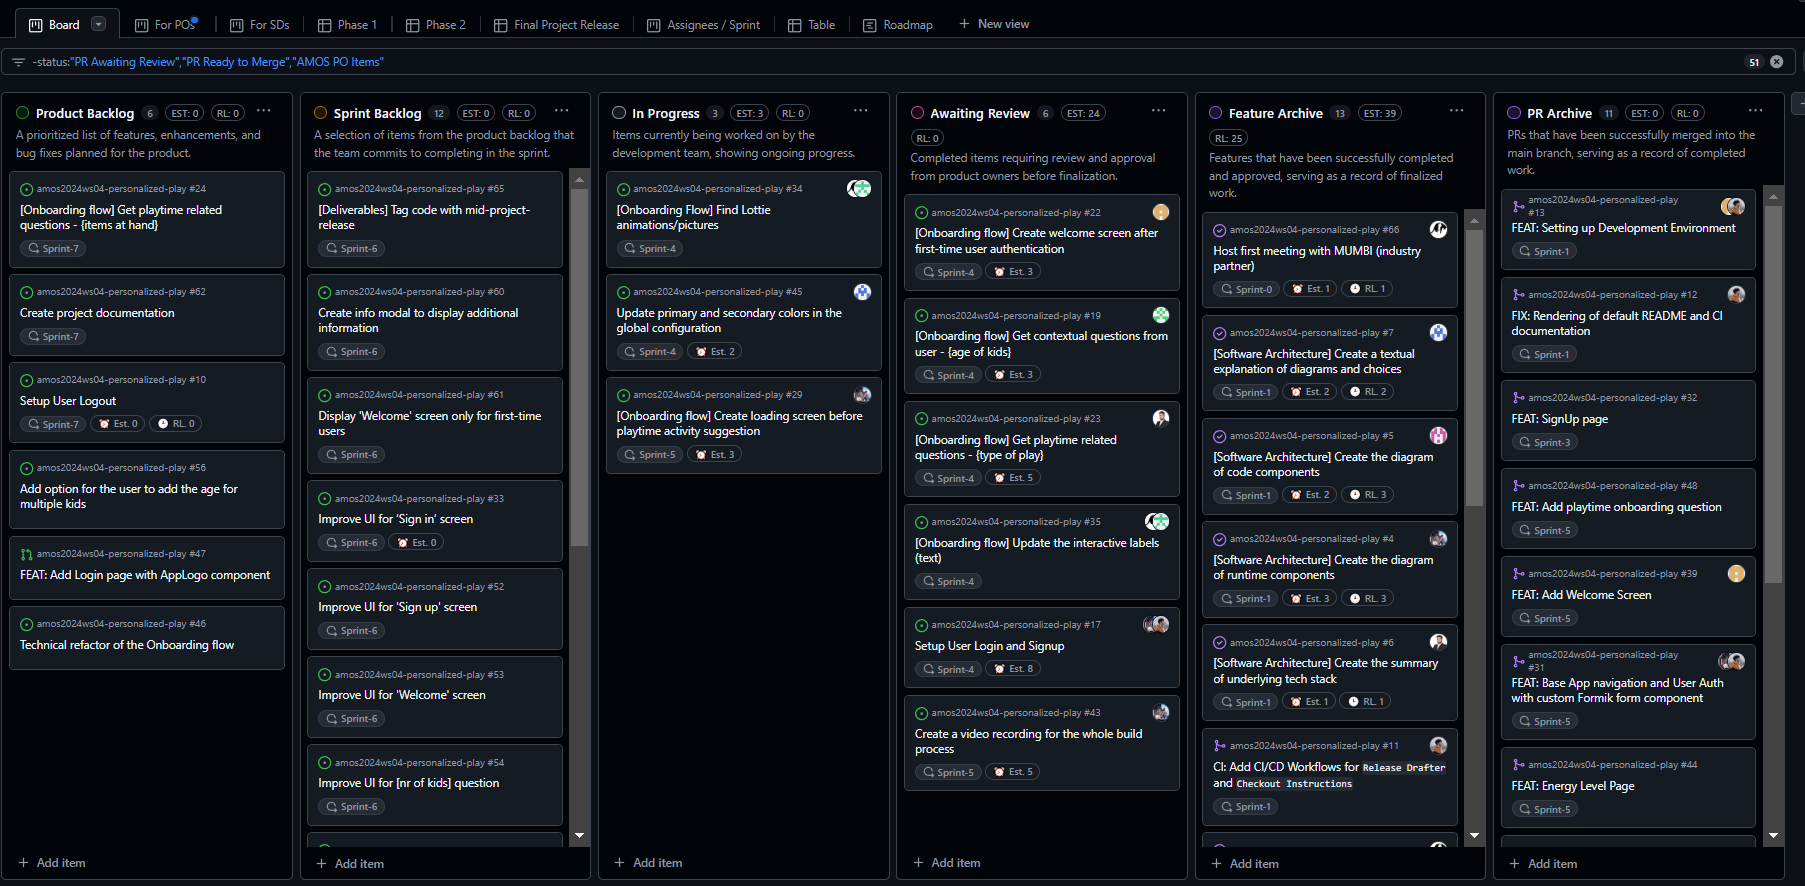 Board
For POs
For SDs
Phase 1
Phase 2
Final Project Release
Assignees / Sprint
Table
Roadmap
New view
-status:"PR Awaiting Review","PR Ready to Merge","AMOS PO Items"
51
Product Backlog 6 EST: 0 RL: 0
A prioritized list of features, enhancements, and
bug fixes planned for the product.
amos2024ws04-personalized-play #24
[Onboarding flow] Get playtime related
questions - {items at hand}
Sprint-7
amos2024ws04-personalized-play #62
Create project documentation
Sprint-7
amos2024ws04-personalized-play #10
Setup User Logout
Sprint-7 Est. 0 RL. 0
amos2024ws04-personalized-play #56
Add option for the user to add the age for
multiple kids
amos2024ws04-personalized-play #47
FEAT: Add Login page with AppLogo component
amos2024ws04-personalized-play #46
Technical refactor of the Onboarding flow
Add item
Sprint Backlog 12 EST: 0 RL: 0
A selection of items from the product backlog that
the team commits to completing in the sprint.
amos2024ws04-personalized-play #65
[Deliverables] Tag code with mid-project-
release
Sprint-6
amos2024ws04-personalized-play #60
Create info modal to display additional
information
Sprint-6
amos2024ws04-personalized-play #61
Display 'Welcome' screen only for first-time
users
Sprint-6
amos2024ws04-personalized-play #33
Improve UI for 'Sign in' screen
Sprint-6 Est. 0
amos2024ws04-personalized-play #52
Improve UI for 'Sign up' screen
Sprint-6
amos2024ws04-personalized-play #53
Improve UI for 'Welcome' screen
Sprint-6
amos2024ws04-personalized-play #54
Improve UI for [nr of kids] question
Sprint-6
Add item
In Progress 3 EST: 3 RL: 0
Items currently being worked on by the
development team, showing ongoing progress.
amos2024ws04-personalized-play #34
[Onboarding Flow] Find Lottie
animations/pictures
Sprint-4
amos2024ws04-personalized-play #45
Update primary and secondary colors in the
global configuration
Sprint-4 Est. 2
amos2024ws04-personalized-play #29
[Onboarding flow] Create loading screen before
playtime activity suggestion
Sprint-5 Est. 3
Add item
Awaiting Review 6 EST: 24
RL: 0
Completed items requiring review and approval
from product owners before finalization.
amos2024ws04-personalized-play #22
[Onboarding flow] Create welcome screen after
first-time user authentication
Sprint-4 Est. 3
amos2024ws04-personalized-play #19
[Onboarding flow] Get contextual questions from
user - {age of kids}
Sprint-4 Est. 3
amos2024ws04-personalized-play #23
[Onboarding flow] Get playtime related
questions - {type of play}
Sprint-4 Est. 5
amos2024ws04-personalized-play #35
[Onboarding flow] Update the interactive labels
(text)
Sprint-4
amos2024ws04-personalized-play #17
Setup User Login and Signup
Sprint-4 Est. 8
amos2024ws04-personalized-play #43
Create a video recording for the whole build
process
Sprint-5 Est. 5
Add item
Feature Archive 13 EST: 39
RL: 25
Features that have been successfully completed
and approved, serving as a record of finalized
work.
amos2024ws04-personalized-play #66
Host first meeting with MUMBI (industry
partner)
Sprint-0 Est. 1 RL. 1
amos2024ws04-personalized-play #7
[Software Architecture] Create a textual
explanation of diagrams and choices
Sprint-1 Est. 2 RL. 2
amos2024ws04-personalized-play #5
[Software Architecture] Create the diagram
of code components
Sprint-1 Est. 2 RL. 3
amos2024ws04-personalized-play #4
[Software Architecture] Create the diagram
of runtime components
Sprint-1 Est. 3 RL. 3
amos2024ws04-personalized-play #6
[Software Architecture] Create the summary
of underlying tech stack
Sprint-1 Est. 1 RL. 1
amos2024ws04-personalized-play #11
CI: Add CI/CD Workflows for Release Drafter
and Checkout Instructions
Sprint-1
Add item
PR Archive 11 EST: 0 RL: 0
PRs that have been successfully merged into the
main branch, serving as a record of completed
work.
amos2024ws04-personalized-play
#13
FEAT: Setting up Development Environment
Sprint-1
amos2024ws04-personalized-play #12
FIX: Rendering of default README and CI
documentation
Sprint-1
amos2024ws04-personalized-play #32
FEAT: SignUp page
Sprint-3
amos2024ws04-personalized-play #48
FEAT: Add playtime onboarding question
Sprint-5
amos2024ws04-personalized-play #39
FEAT: Add Welcome Screen
Sprint-5
amos2024ws04-personalized-play
#31
FEAT: Base App navigation and User Auth
with custom Formik form component
Sprint-5
amos2024ws04-personalized-play #44
FEAT: Energy Level Page
Sprint-5
Add item